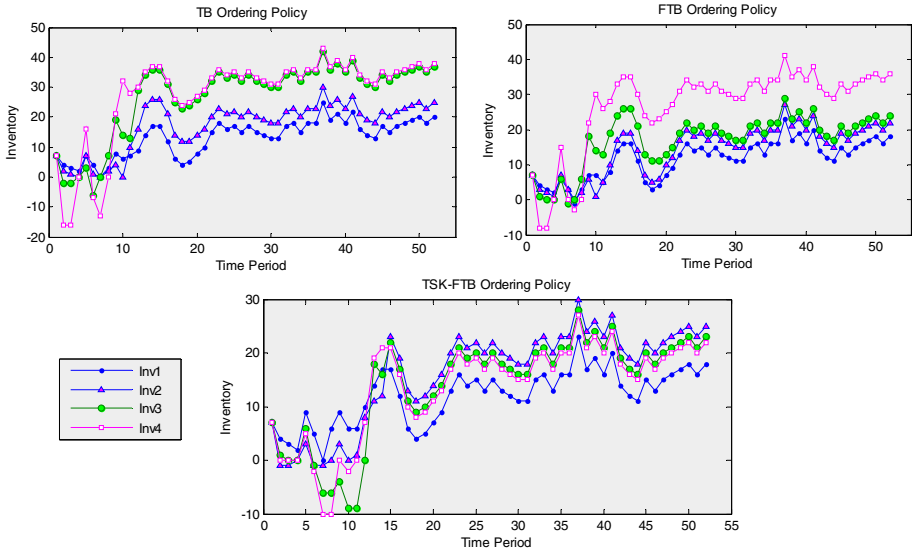 TB Ordering Policy
50
40
30
20
10
0
-10
-20
Inventory
0 10 20 30 40 50
Time Period
FTB Ordering Policy
50
40
30
20
10
0
-10
Inventory
0 10 20 30 40 50
Time Period
TSK-FTB Ordering Policy
30
20
10
0
-10
Inventory
0 5 10 15 20 25 30 35 40 45 50 55
Time Period
Inv1
Inv2
Inv3
Inv4